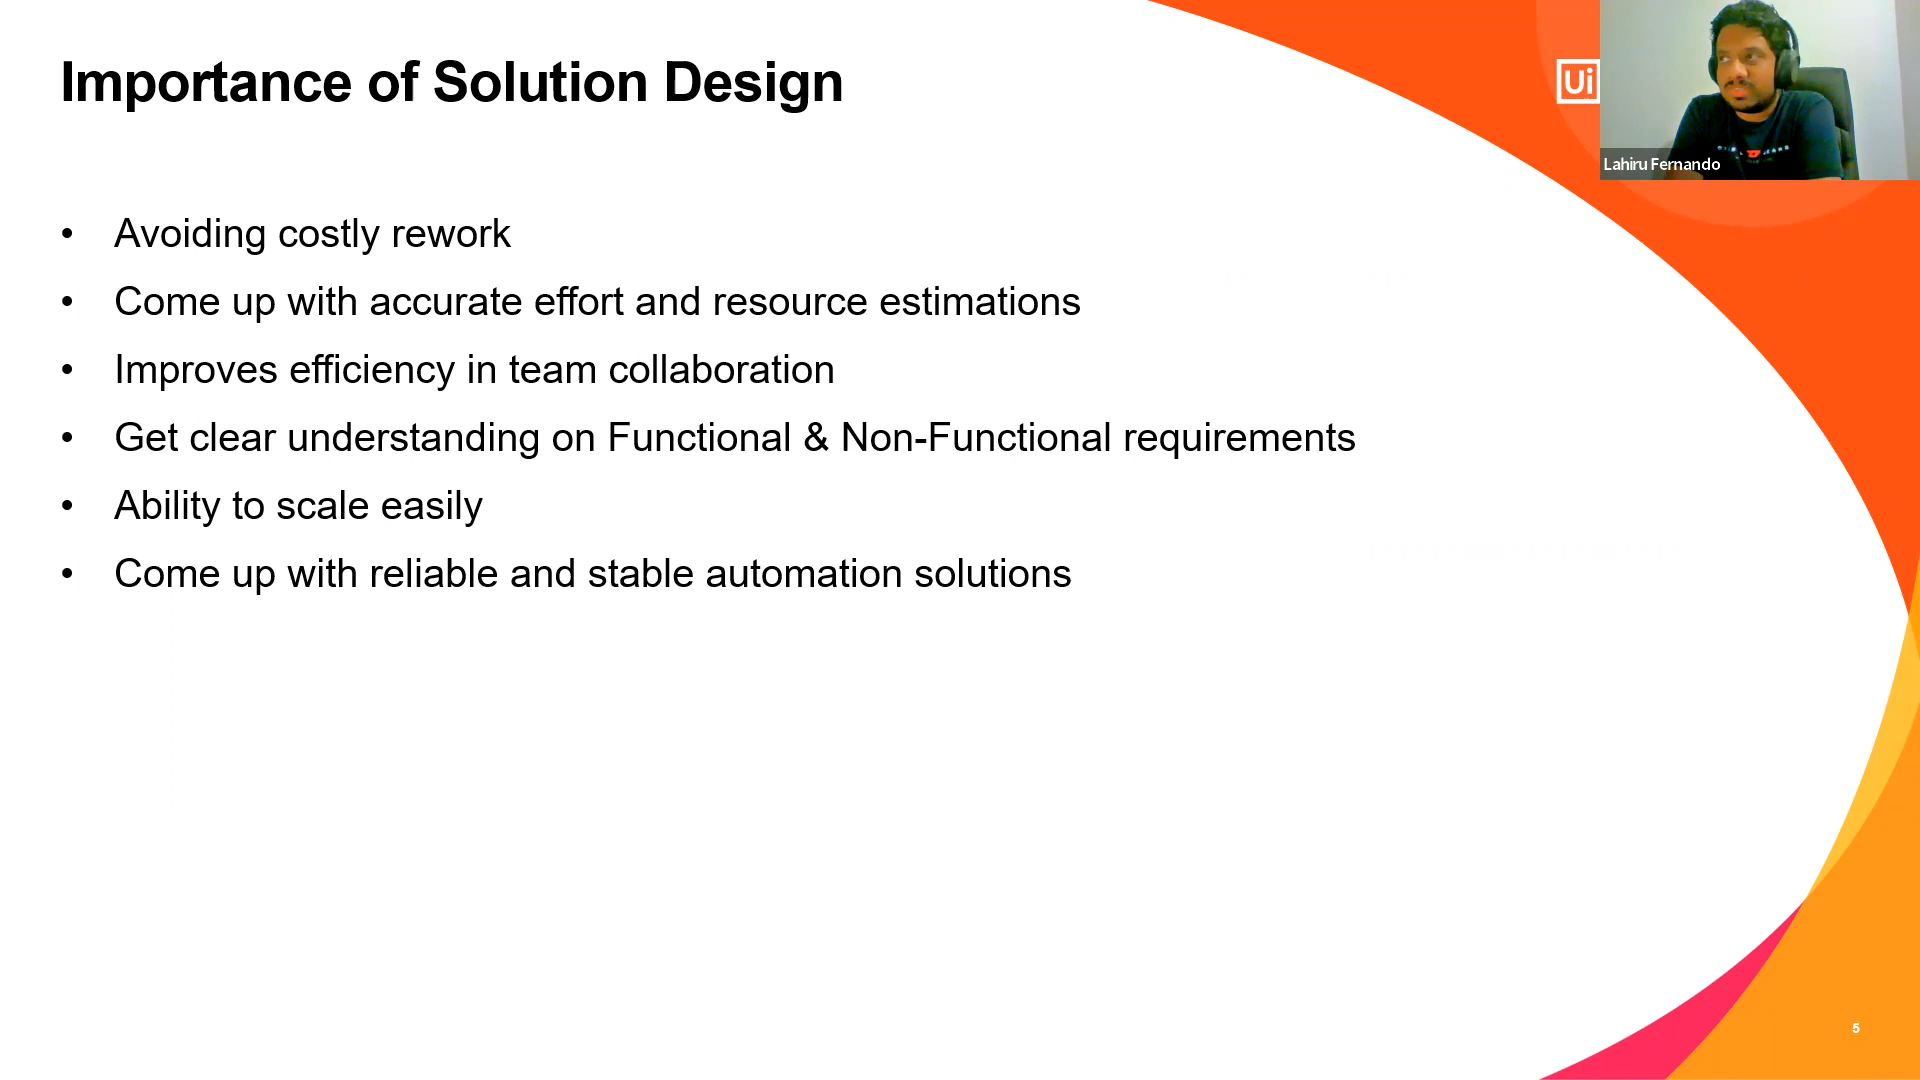 Importance of Solution Design
Ui
Lahiru Fernando
• Avoiding costly rework
• Come up with accurate effort and resource estimations
• Improves efficiency in team collaboration
• Get clear understanding on Functional & Non-Functional requirements
• Ability to scale easily
• Come up with reliable and stable automation solutions
5